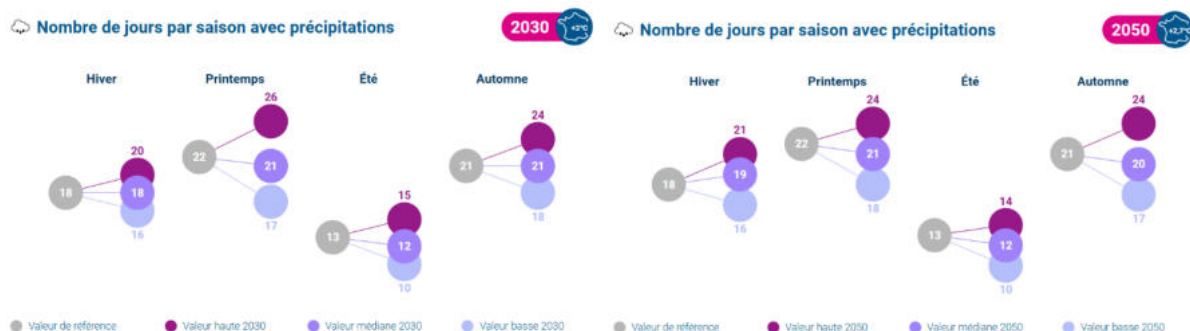 Nombre de jours par saison avec précipitations
2030
+2°C
Hiver
Printemps
Été
Automne
26
20
22
24
18
18
21
21
21
16
17
18
15
13
12
10
Valeur de référence
Valeur haute 2030
Valeur médiane 2030
Valeur basse 2030
Nombre de jours par saison avec précipitations
2050
+2,7°C
Hiver
Printemps
Été
Automne
24
24
21
22
21
21
18
19
20
16
18
17
14
13
12
10
Valeur de référence
Valeur haute 2050
Valeur médiane 2050
Valeur basse 2050